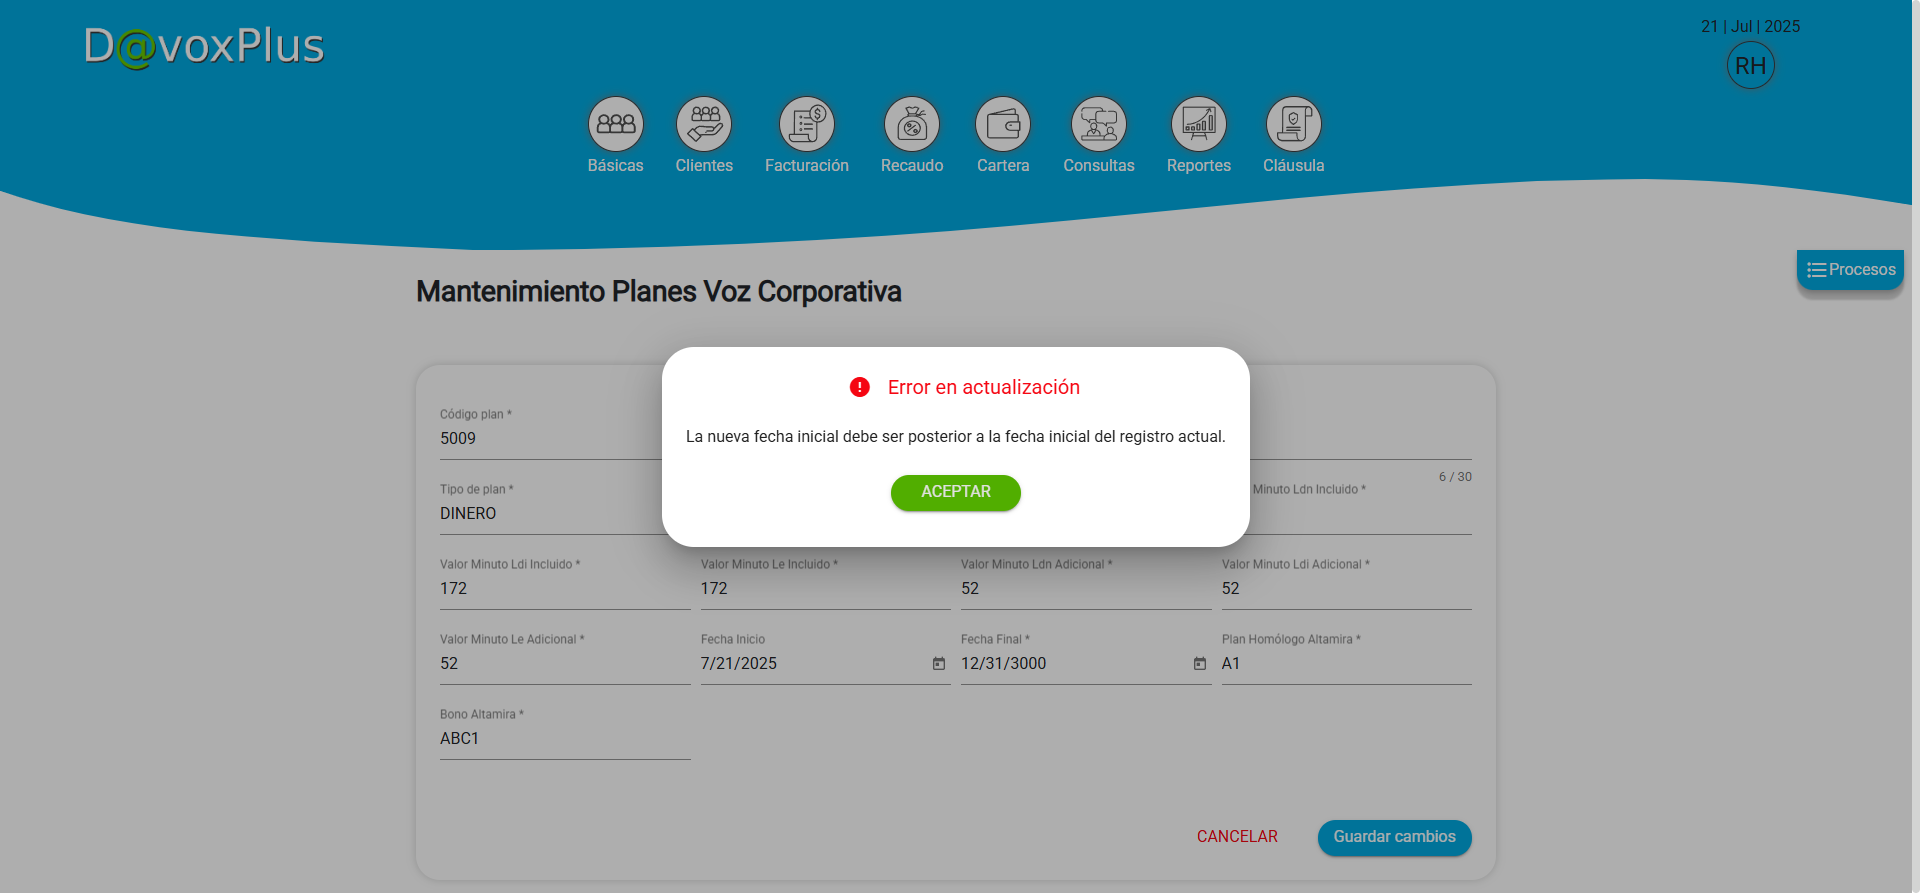 D@voxPlus
21 | Jul | 2025
RH
Básicas
Clientes
Facturación
Recaudo
Cartera
Consultas
Reportes
Cláusula
Procesos
Mantenimiento Planes Voz Corporativa
Error en actualización
La nueva fecha inicial debe ser posterior a la fecha inicial del registro actual.
ACEPTAR
Código plan *
5009
6 / 30
Tipo de plan *
DINERO
Minuto Ldn Incluido *
Valor Minuto Ldi Incluido *
172
Valor Minuto Le Incluido *
172
Valor Minuto Ldn Adicional *
52
Valor Minuto Ldi Adicional *
52
Valor Minuto Le Adicional *
52
Fecha Inicio
7/21/2025
Fecha Final *
12/31/3000
Plan Homólogo Altamira *
A1
Bono Altamira *
ABC1
CANCELAR
Guardar cambios